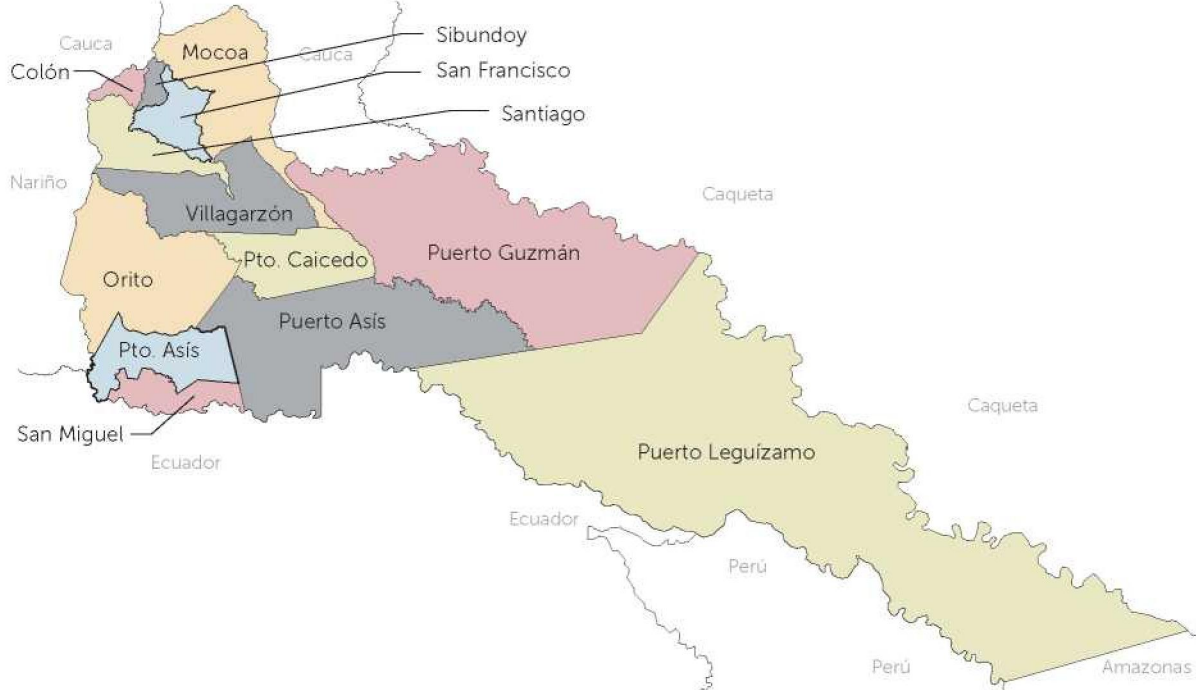 Sibundoy
Cauca
Mocoa
Cauca
Colón
San Francisco
Santiago
Nariño
Caqueta
Villagarzón
Puerto Guzmán
Pto. Caicedo
Orito
Puerto Asís
Pto. Asís
Caqueta
San Miguel
Puerto Leguízamo
Ecuador
Ecuador
Perú
Perú
Amazonas